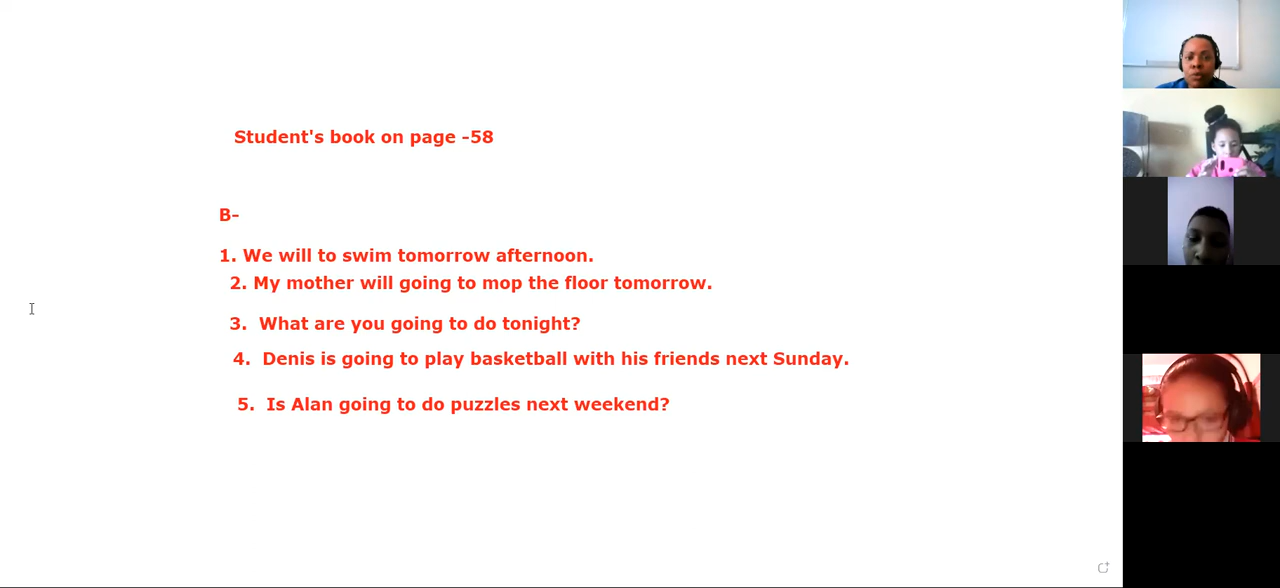 Student's book on page -58
B-
1. We will to swim tomorrow afternoon.
2. My mother will going to mop the floor tomorrow.
3. What are you going to do tonight?
4. Denis is going to play basketball with his friends next Sunday.
5. Is Alan going to do puzzles next weekend?